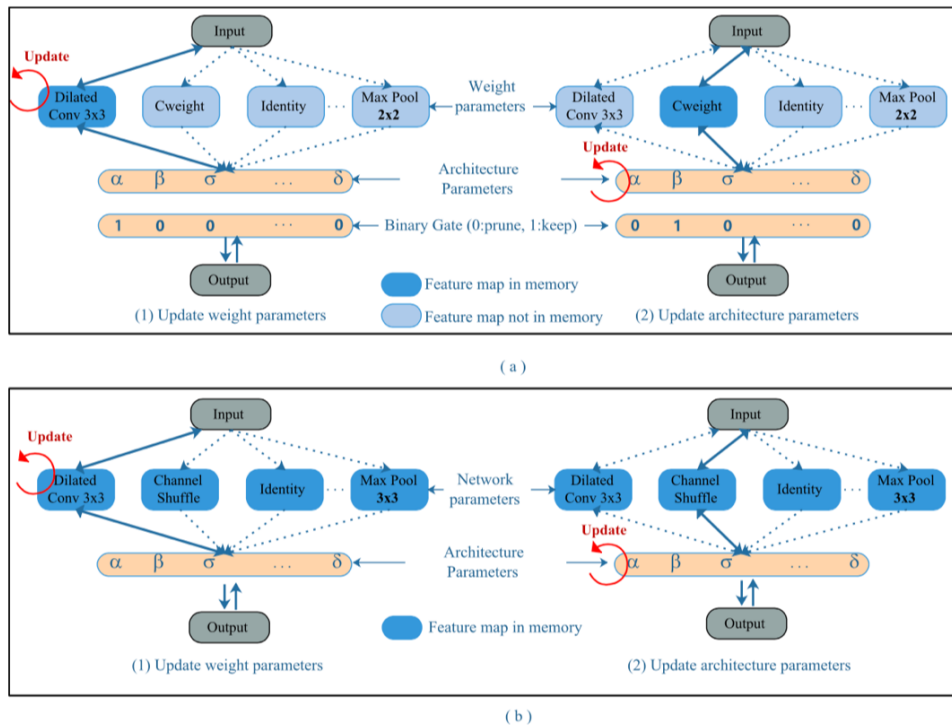 Input
Input
Update
Dilated
Conv 3x3
Cweight
Identity
...
Max Pool
2x2
Weight
parameters
Dilated
Conv 3x3
Cweight
Identity
...
Max Pool
2x2
Update
α β σ ... δ
Architecture
Parameters
α β σ ... δ
1 0 0 ... 0
Binary Gate (0:prune, 1:keep)
0 1 0 ... 0
Output
Feature map in memory
Output
(1) Update weight parameters
Feature map not in memory
(2) Update architecture parameters
( a )
Input
Input
Update
Dilated
Conv 3x3
Channel
Shuffle
Identity
...
Max Pool
3x3
Network
parameters
Dilated
Conv 3x3
Channel
Shuffle
Identity
...
Max Pool
3x3
Update
α β σ ... δ
Architecture
Parameters
α β σ ... δ
Output
Feature map in memory
Output
(1) Update weight parameters
(2) Update architecture parameters
( b )